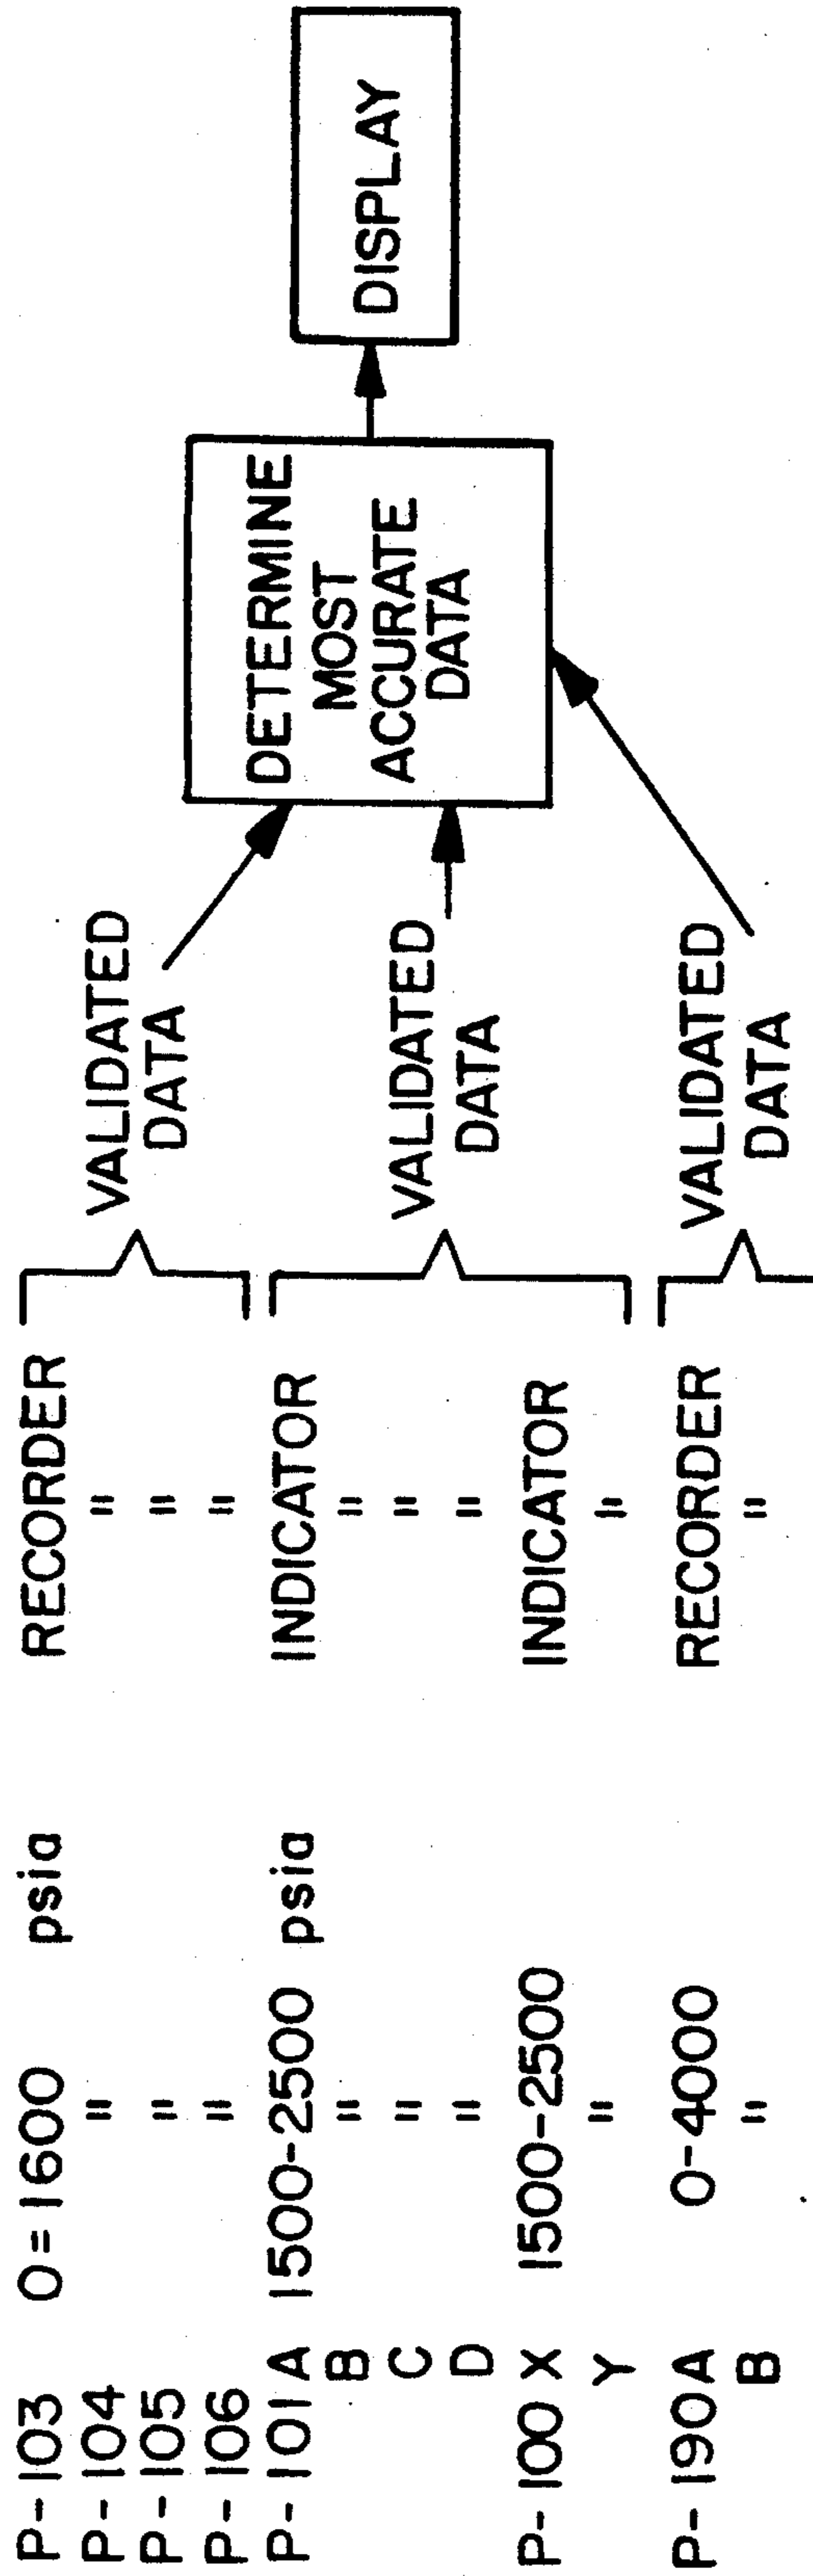 P-103 0=1600 psia RECORDER
P-104 " "
P-105 " "
P-106 " "
P-101 A 1500-2500 psia INDICATOR
B " "
C " "
D " "
P-100 X 1500-2500 INDICATOR
Y " "
P-190A 0-4000 RECORDER
B " "
VALIDATED
DATA
VALIDATED
DATA
VALIDATED
DATA
DETERMINE
MOST
ACCURATE
DATA
DISPLAY